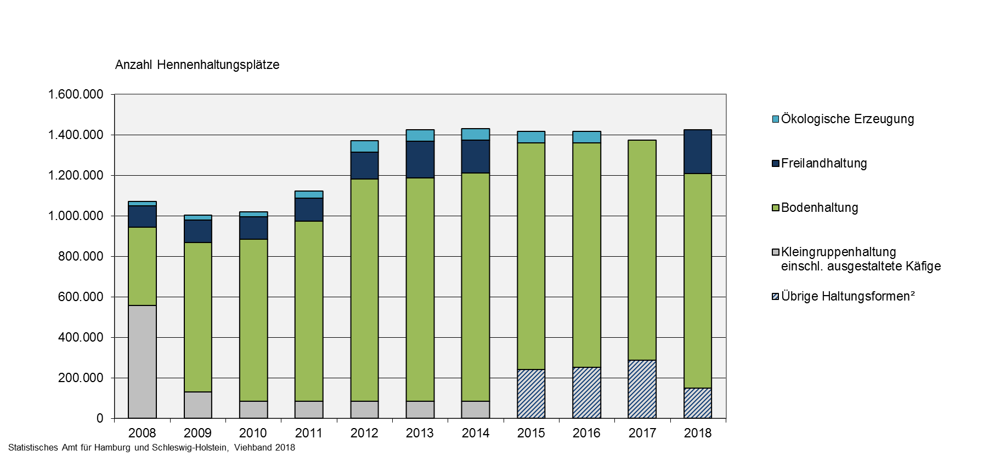 Anzahl Hennenhaltungsplätze
1.600.000
1.400.000
1.200.000
1.000.000
800.000
600.000
400.000
200.000
0
2008 2009 2010 2011 2012 2013 2014 2015 2016 2017 2018
Ökologische Erzeugung
Freilandhaltung
Bodenhaltung
Kleingruppenhaltung
einschl. ausgestaltete Käfige
Übrige Haltungsformen²
Statistisches Amt für Hamburg und Schleswig-Holstein, Viehband 2018